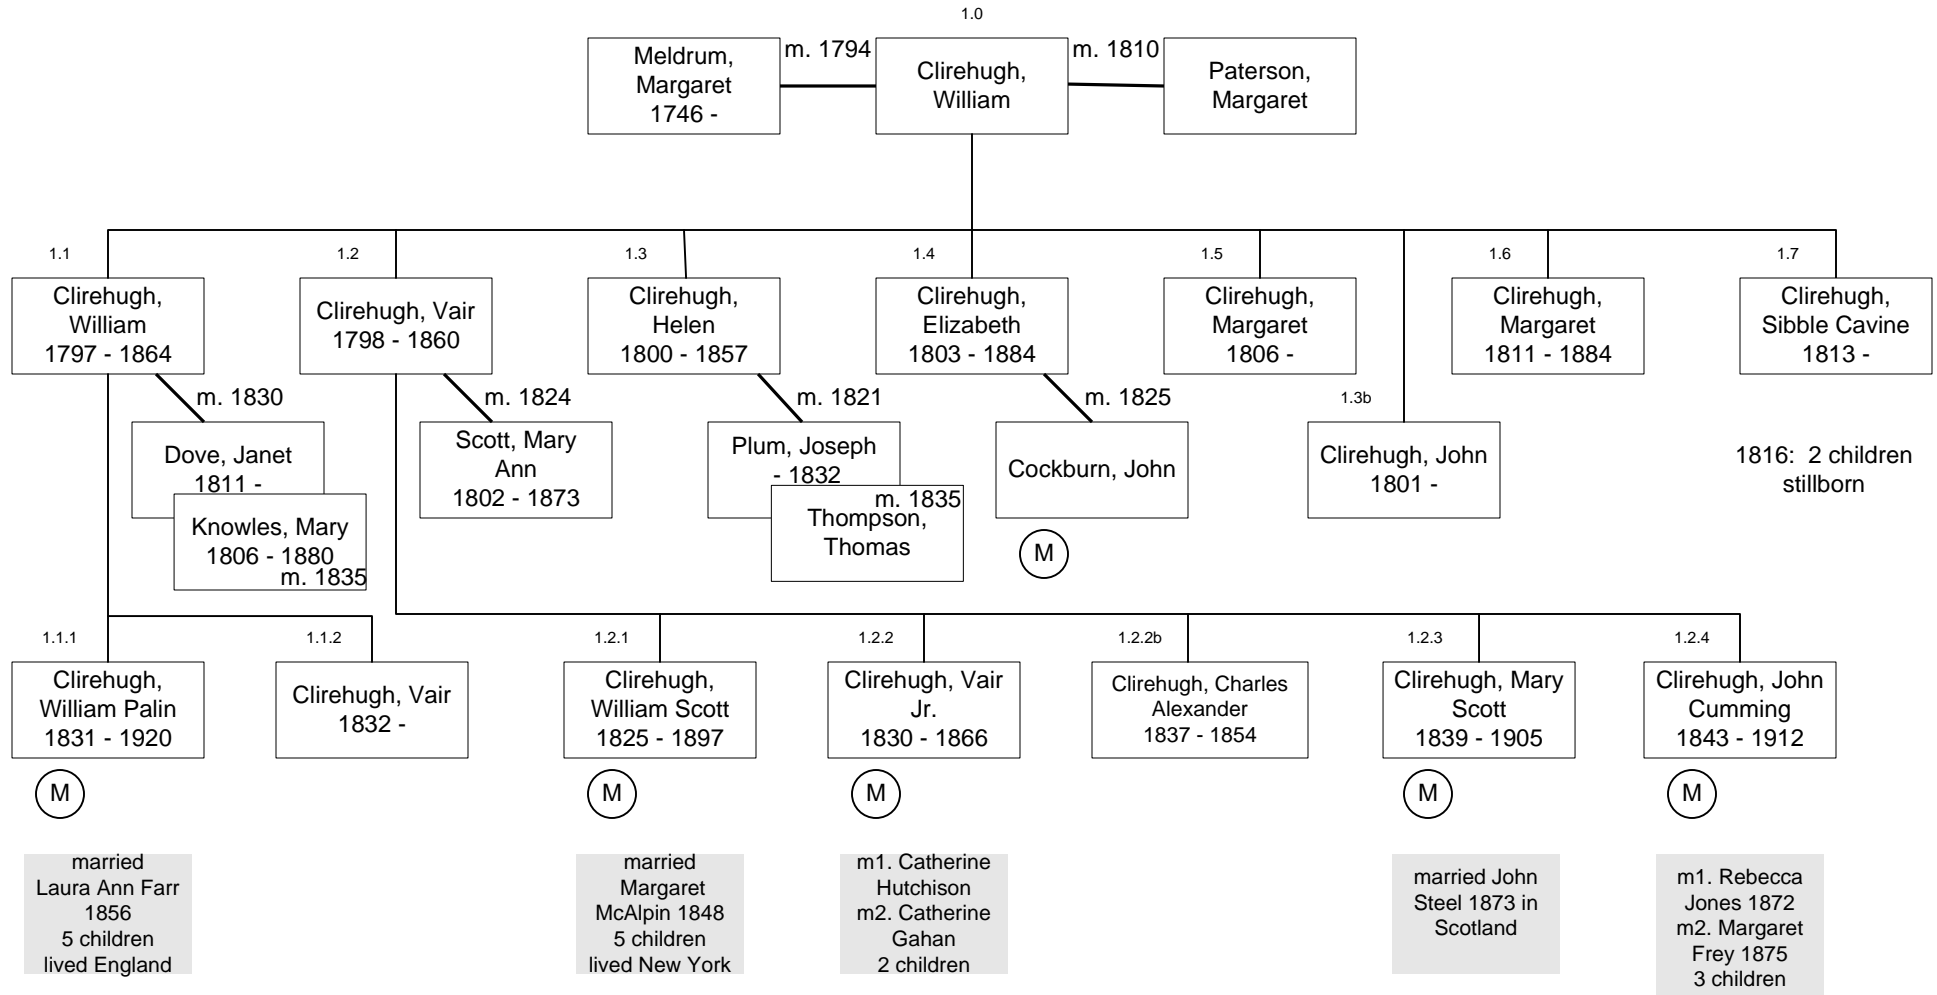 1.0
Meldrum,
Margaret
1746 -
m. 1794
Clirehugh,
William
m. 1810
Paterson,
Margaret
1.1
Clirehugh,
William
1797 - 1864
1.2
Clirehugh, Vair
1798 - 1860
1.3
Clirehugh,
Helen
1800 - 1857
1.4
Clirehugh,
Elizabeth
1803 - 1884
1.5
Clirehugh,
Margaret
1806 -
1.6
Clirehugh,
Margaret
1811 - 1884
1.7
Clirehugh,
Sibble Cavine
1813 -
m. 1830
Dove, Janet
1811 -
Knowles, Mary
1806 - 1880
m. 1835
m. 1824
Scott, Mary
Ann
1802 - 1873
m. 1821
Plum, Joseph
- 1832
m. 1835
Thompson,
Thomas
m. 1825
Cockburn, John
M
1.3b
Clirehugh, John
1801 -
1816:  2 children
stillborn
1.1.1
Clirehugh,
William Palin
1831 - 1920
M
1.1.2
Clirehugh, Vair
1832 -
1.2.1
Clirehugh,
William Scott
1825 - 1897
M
1.2.2
Clirehugh, Vair
Jr.
1830 - 1866
M
1.2.2b
Clirehugh, Charles
Alexander
1837 - 1854
1.2.3
Clirehugh, Mary
Scott
1839 - 1905
M
1.2.4
Clirehugh, John
Cumming
1843 - 1912
M
married
Laura Ann Farr
1856
5 children
lived England
married
Margaret
McAlpin 1848
5 children
lived New York
m1. Catherine
Hutchison
m2. Catherine
Gahan
2 children
married John
Steel 1873 in
Scotland
m1. Rebecca
Jones 1872
m2. Margaret
Frey 1875
3 children